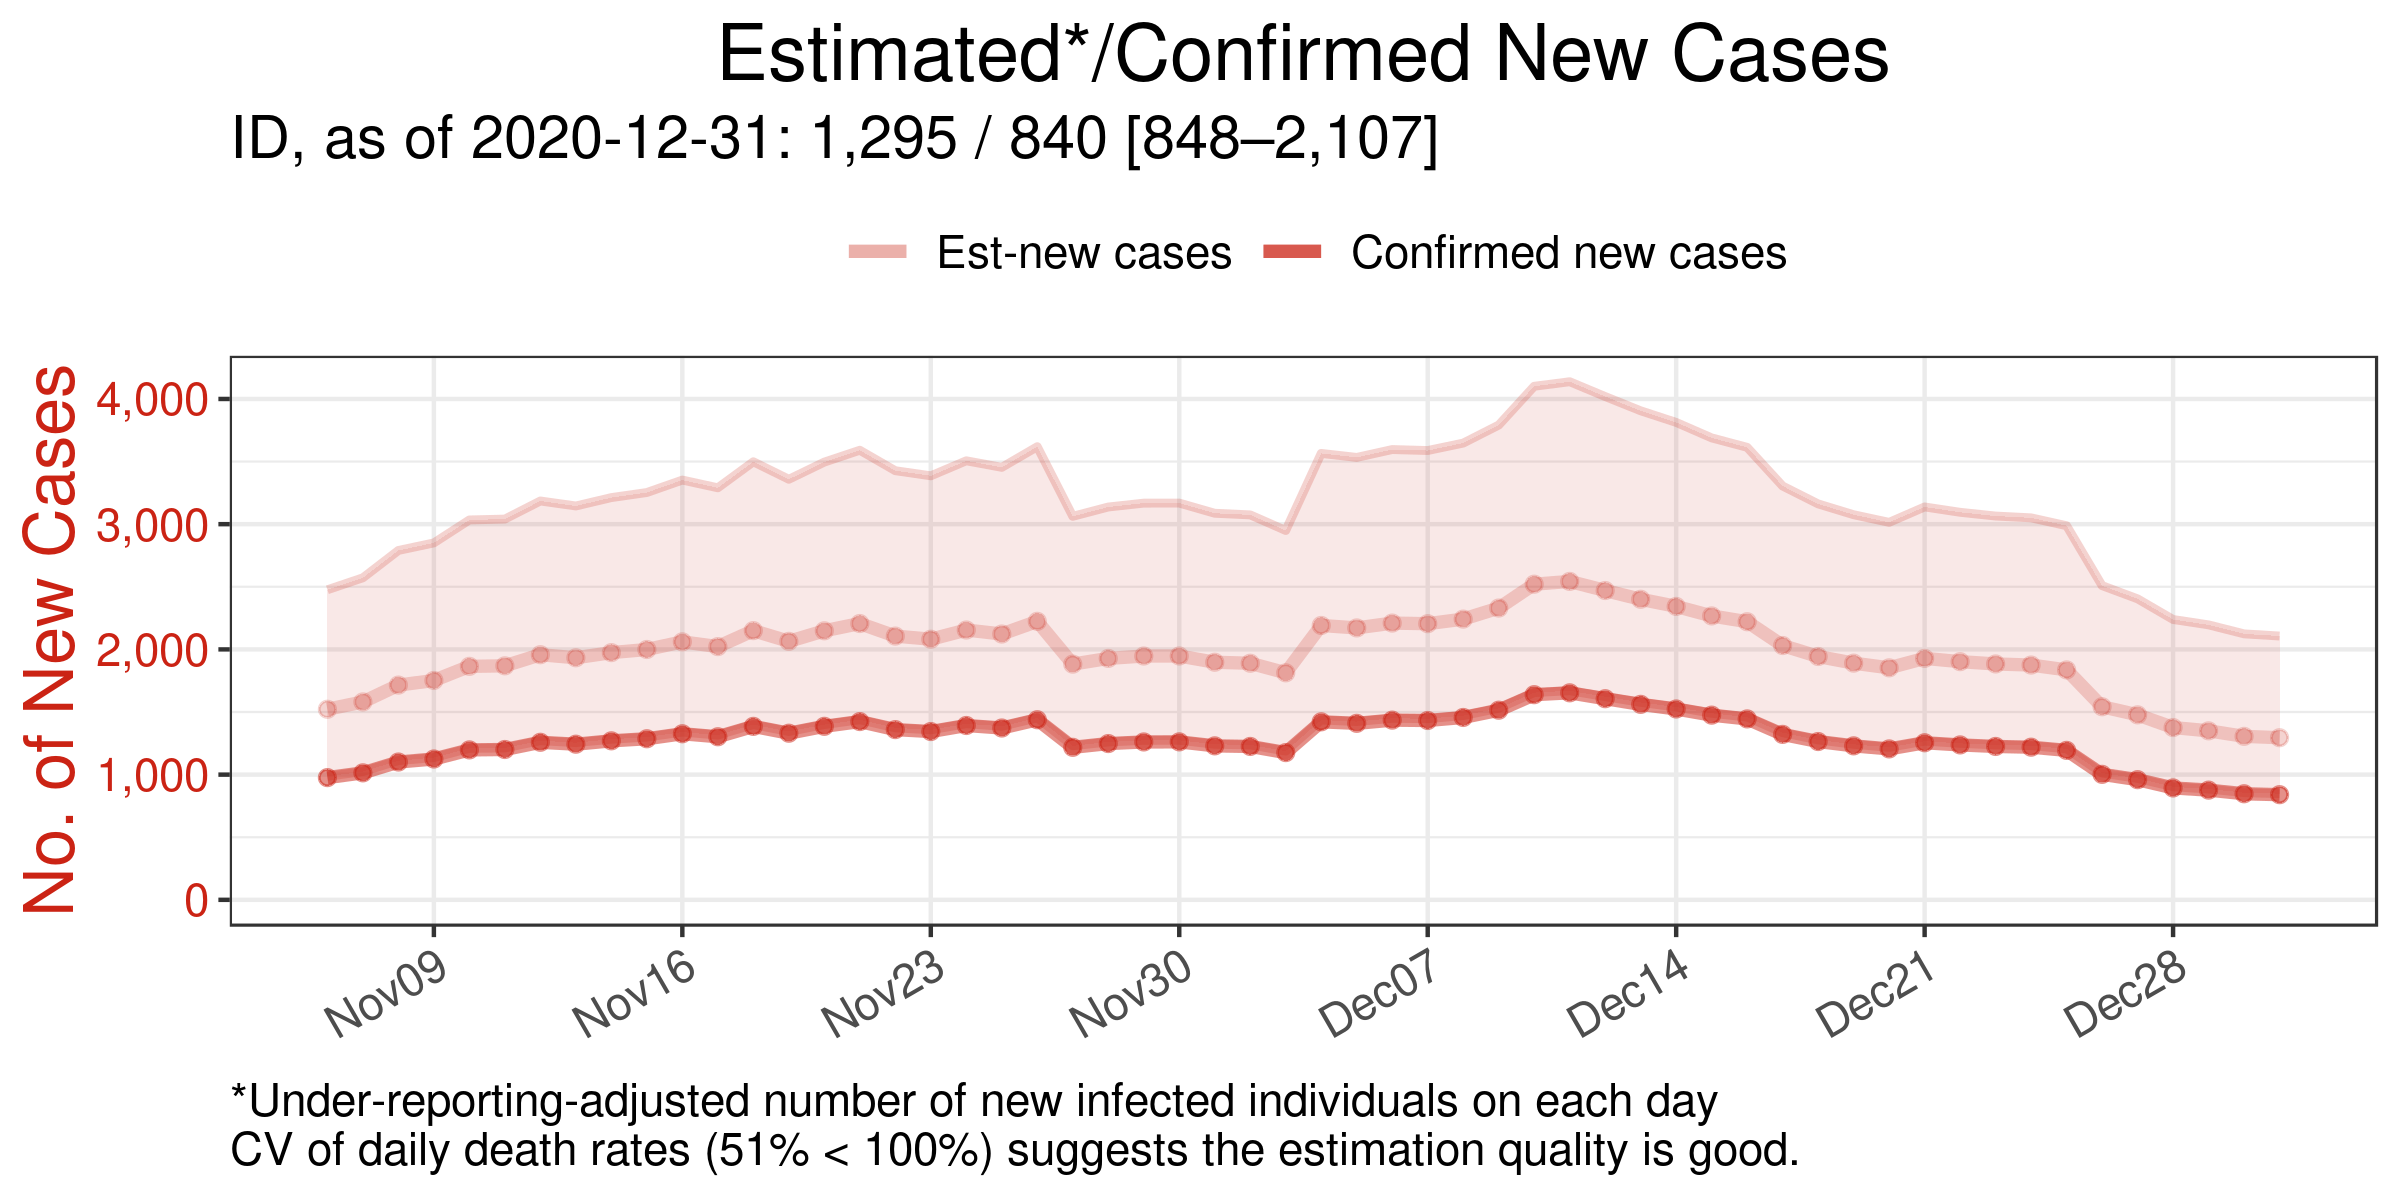 Estimated*/Confirmed New Cases
ID, as of 2020-12-31: 1,295 / 840 [848–2,107]
Est-new cases
Confirmed new cases
No. of New Cases
4,000
3,000
2,000
1,000
0
Nov09
Nov16
Nov23
Nov30
Dec07
Dec14
Dec21
Dec28
*Under-reporting-adjusted number of new infected individuals on each day
CV of daily death rates (51% < 100%) suggests the estimation quality is good.